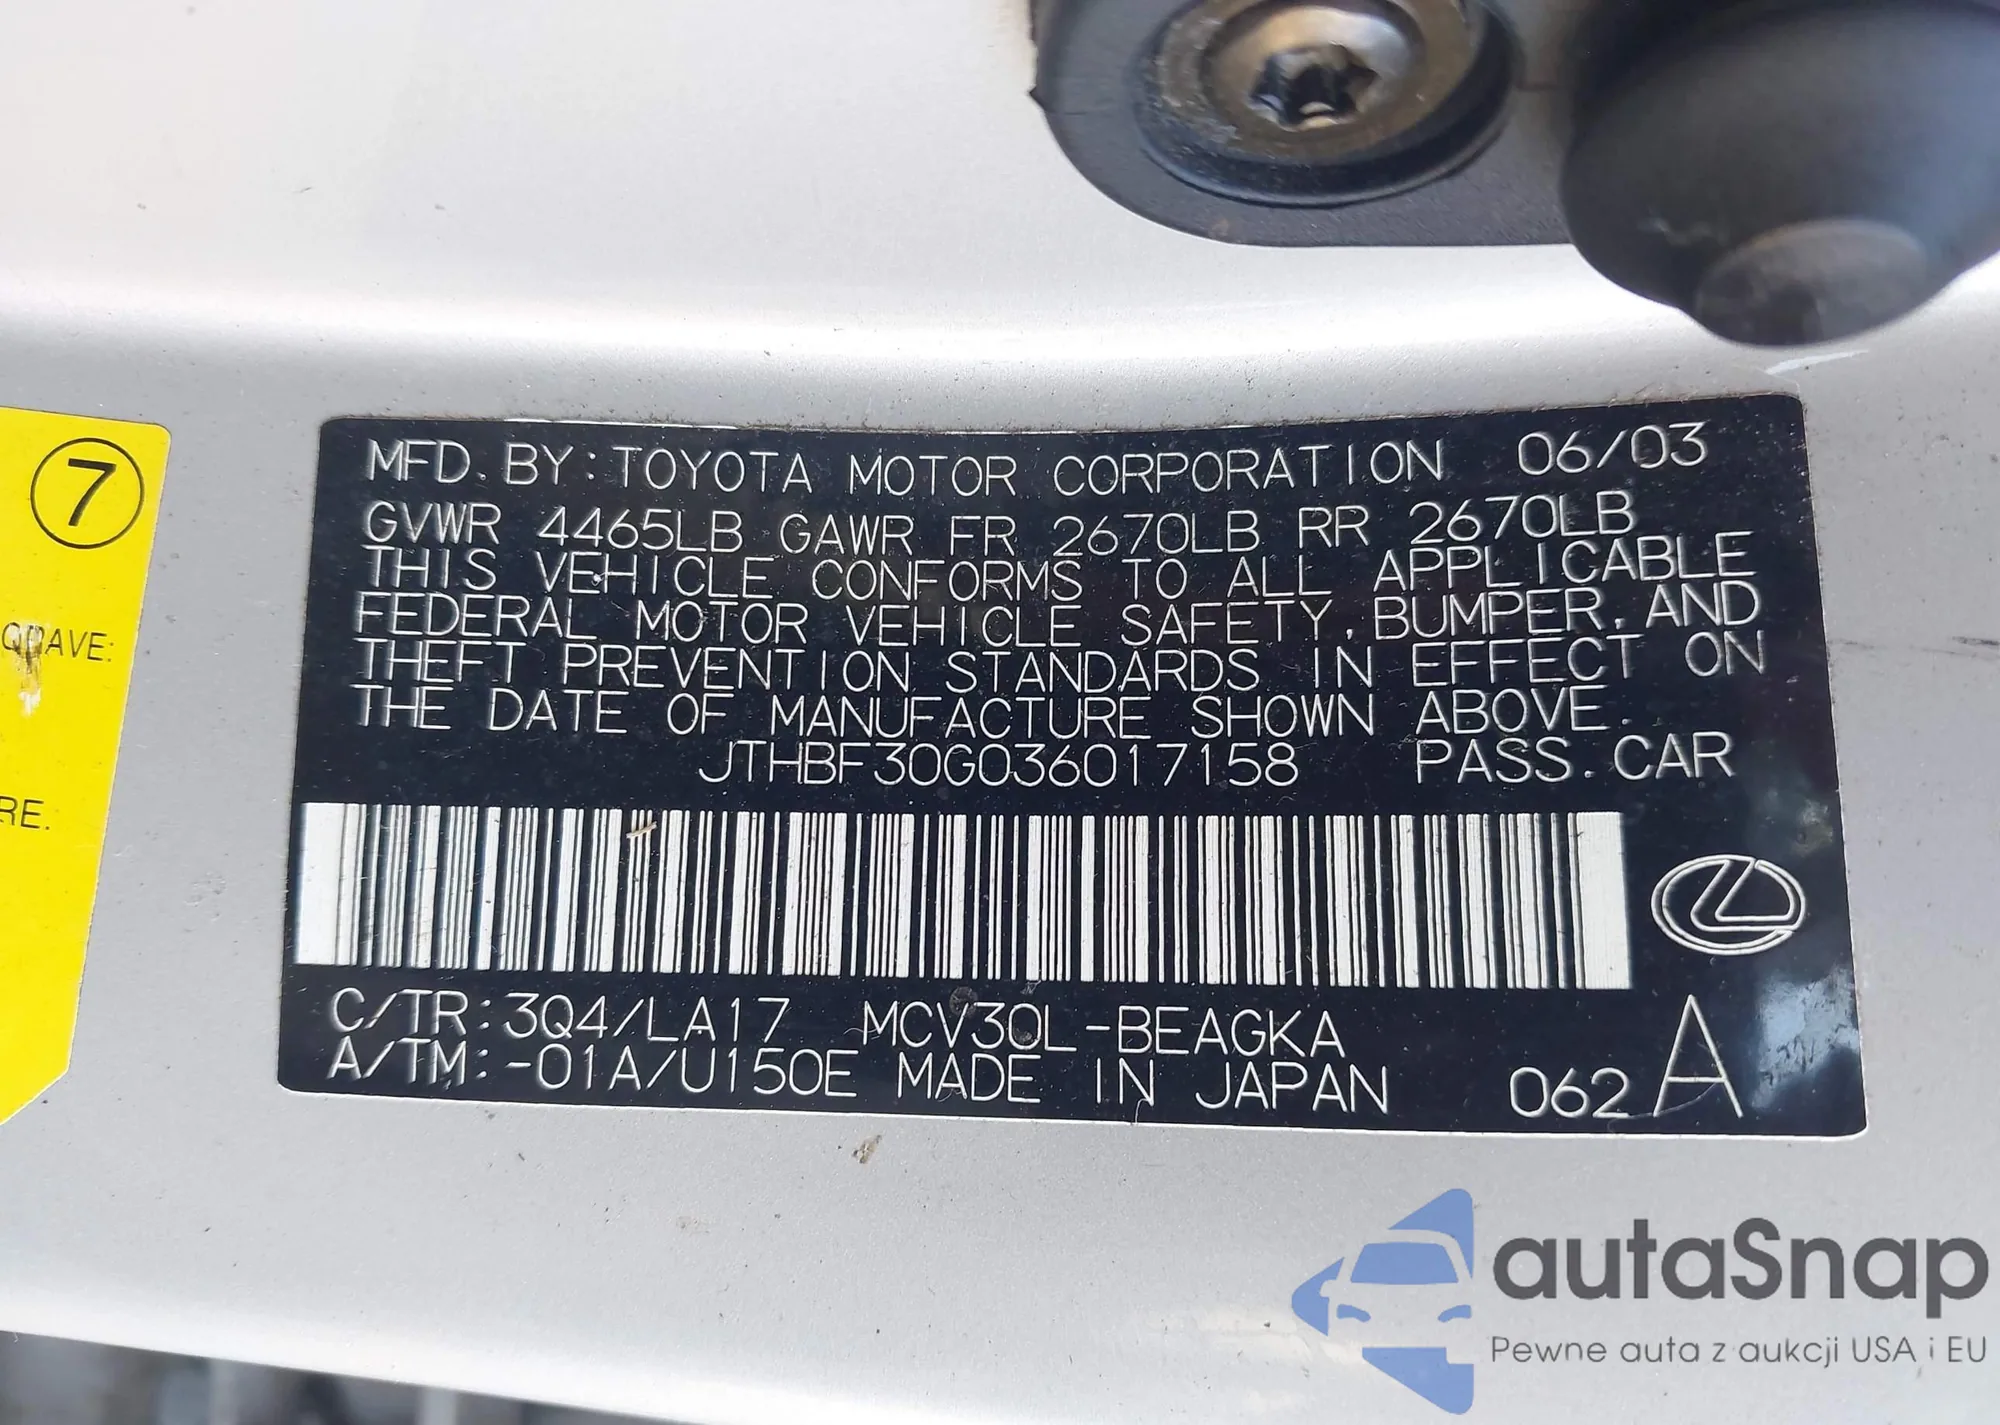 7
QRAVE:
RE.
MFD. BY: TOYOTA MOTOR CORPORATION 06/03
GVWR 4465LB GAWR FR 2670LB RR 2670LB
THIS VEHICLE CONFORMS TO ALL APPLICABLE
FEDERAL MOTOR VEHICLE SAFETY, BUMPER, AND
THEFT PREVENTION STANDARDS IN EFFECT ON
THE DATE OF MANUFACTURE SHOWN ABOVE.
JTHBF30G036017158 PASS. CAR
C/TR: 3Q4/LA17 MCV30L-BEAGKA
A/TM: -01A/U150E MADE IN JAPAN 062 A
autaSnap
Pewne auta z aukcji USA i EU